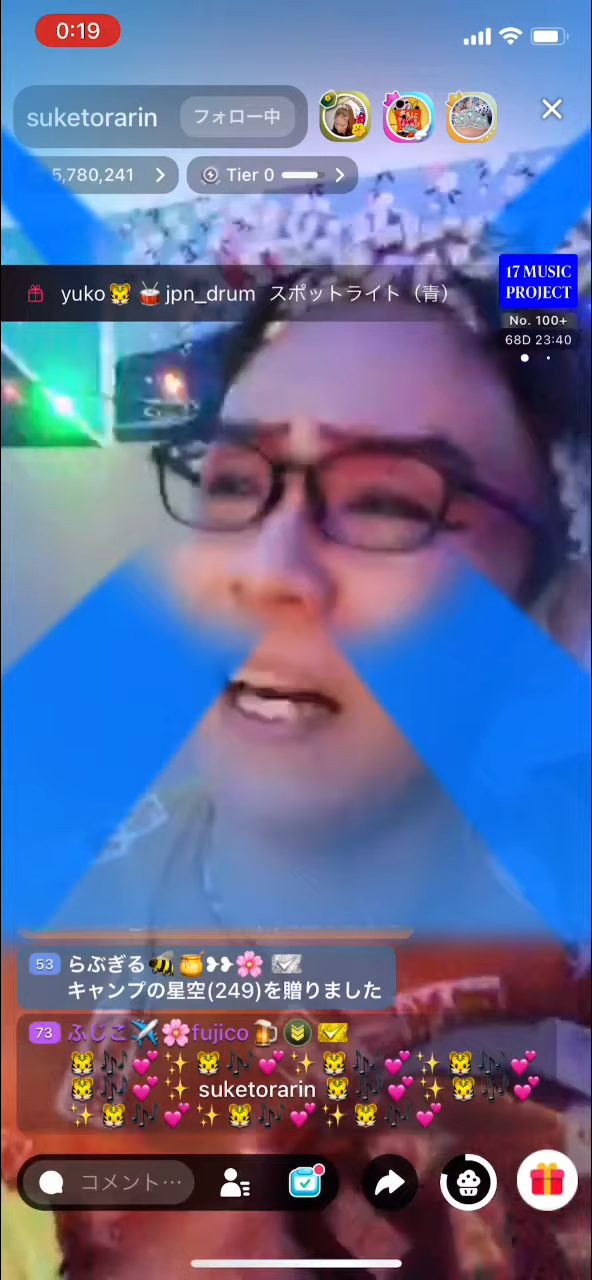 0:19
suketorarin フォロー中
5,780,241 Tier 0
17 MUSIC
PROJECT
yuko🐯🥁jpn_drum スポットライト（青）
No. 100+
68D 23:40
53 らぶぎる🐝🍯❥❥🌸
キャンプの星空(249)を贈りました
73 ふじこ✈️🌸fujico🍺
🐯🎶💕✨🐯🎶💕✨🐯🎶💕✨🐯🎶💕
🐯🎶💕✨ suketorarin 🐯🎶💕✨🐯🎶💕
✨🐯🎶💕✨🐯🎶💕✨🐯🎶💕
コメント…